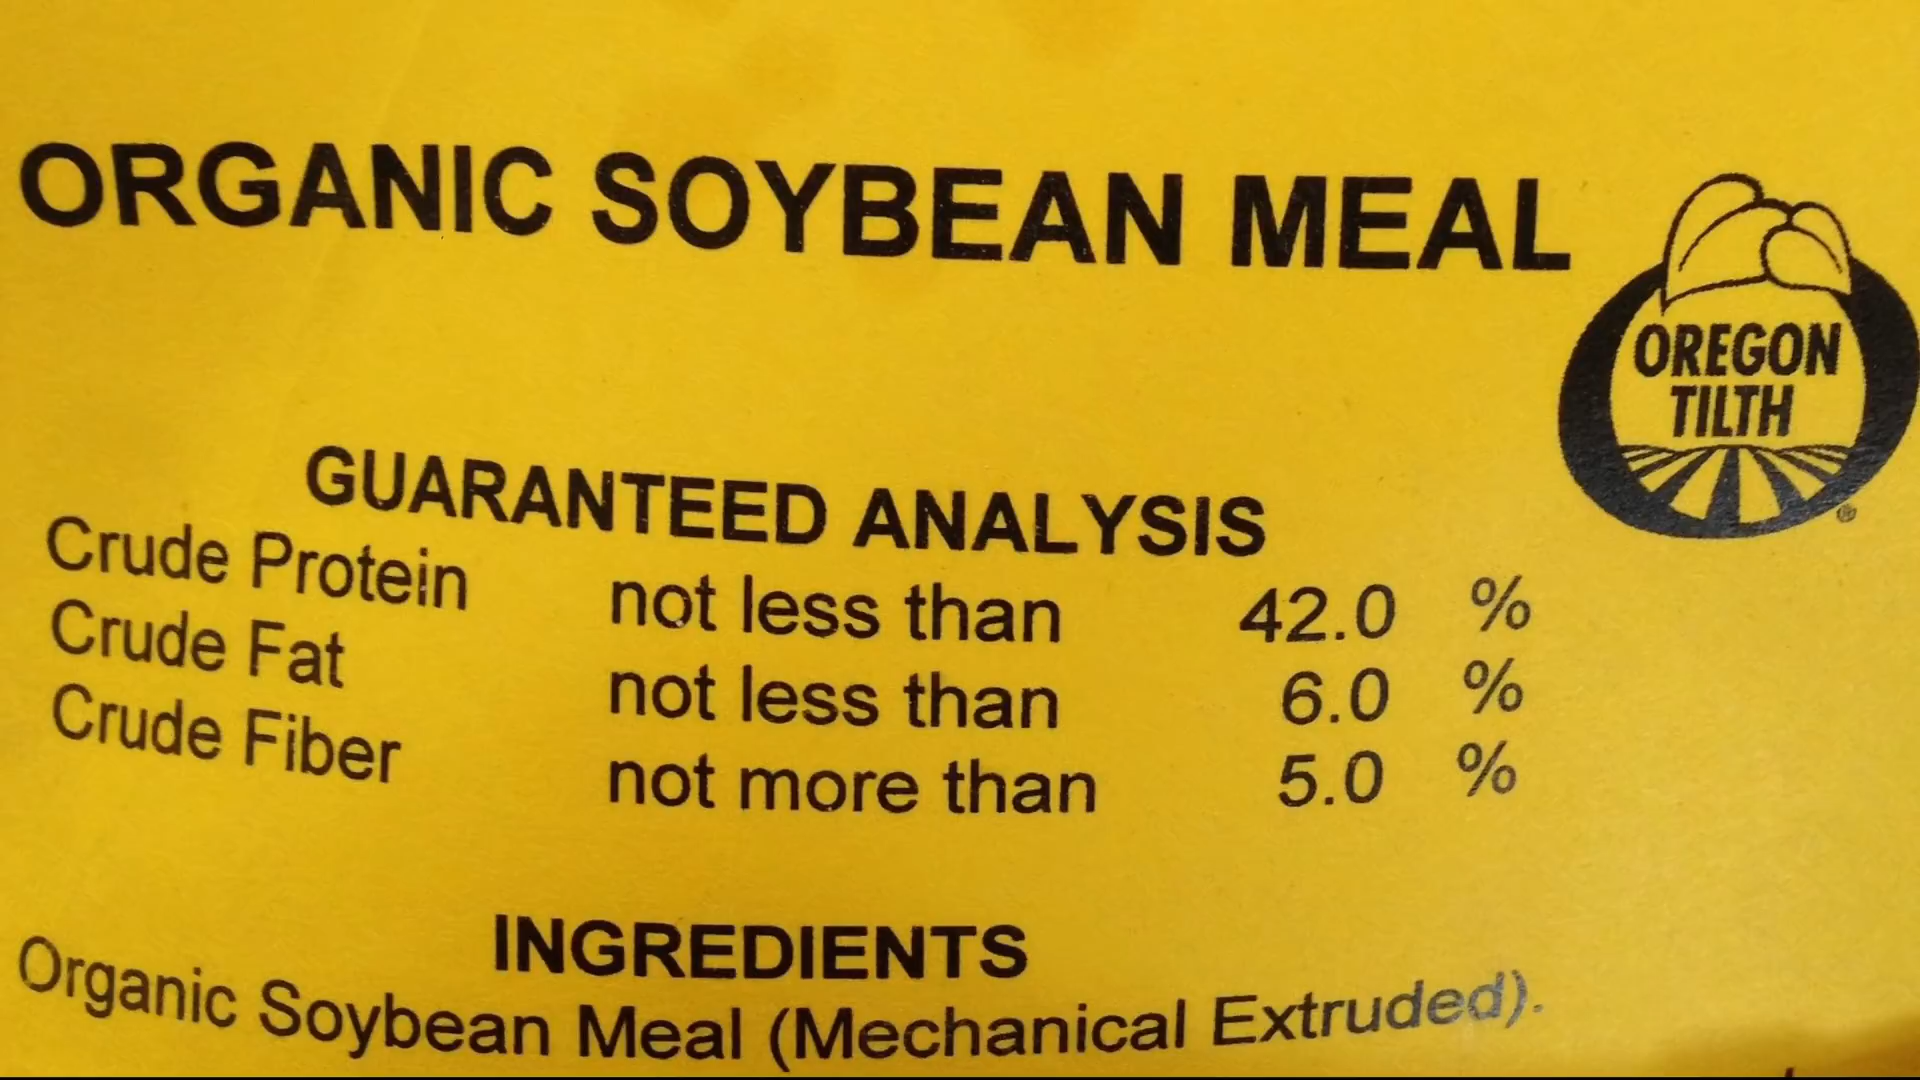 ORGANIC SOYBEAN MEAL
OREGON
TILTH
®
GUARANTEED ANALYSIS
Crude Protein not less than 42.0 %
Crude Fat not less than 6.0 %
Crude Fiber not more than 5.0 %
INGREDIENTS
Organic Soybean Meal (Mechanical Extruded).